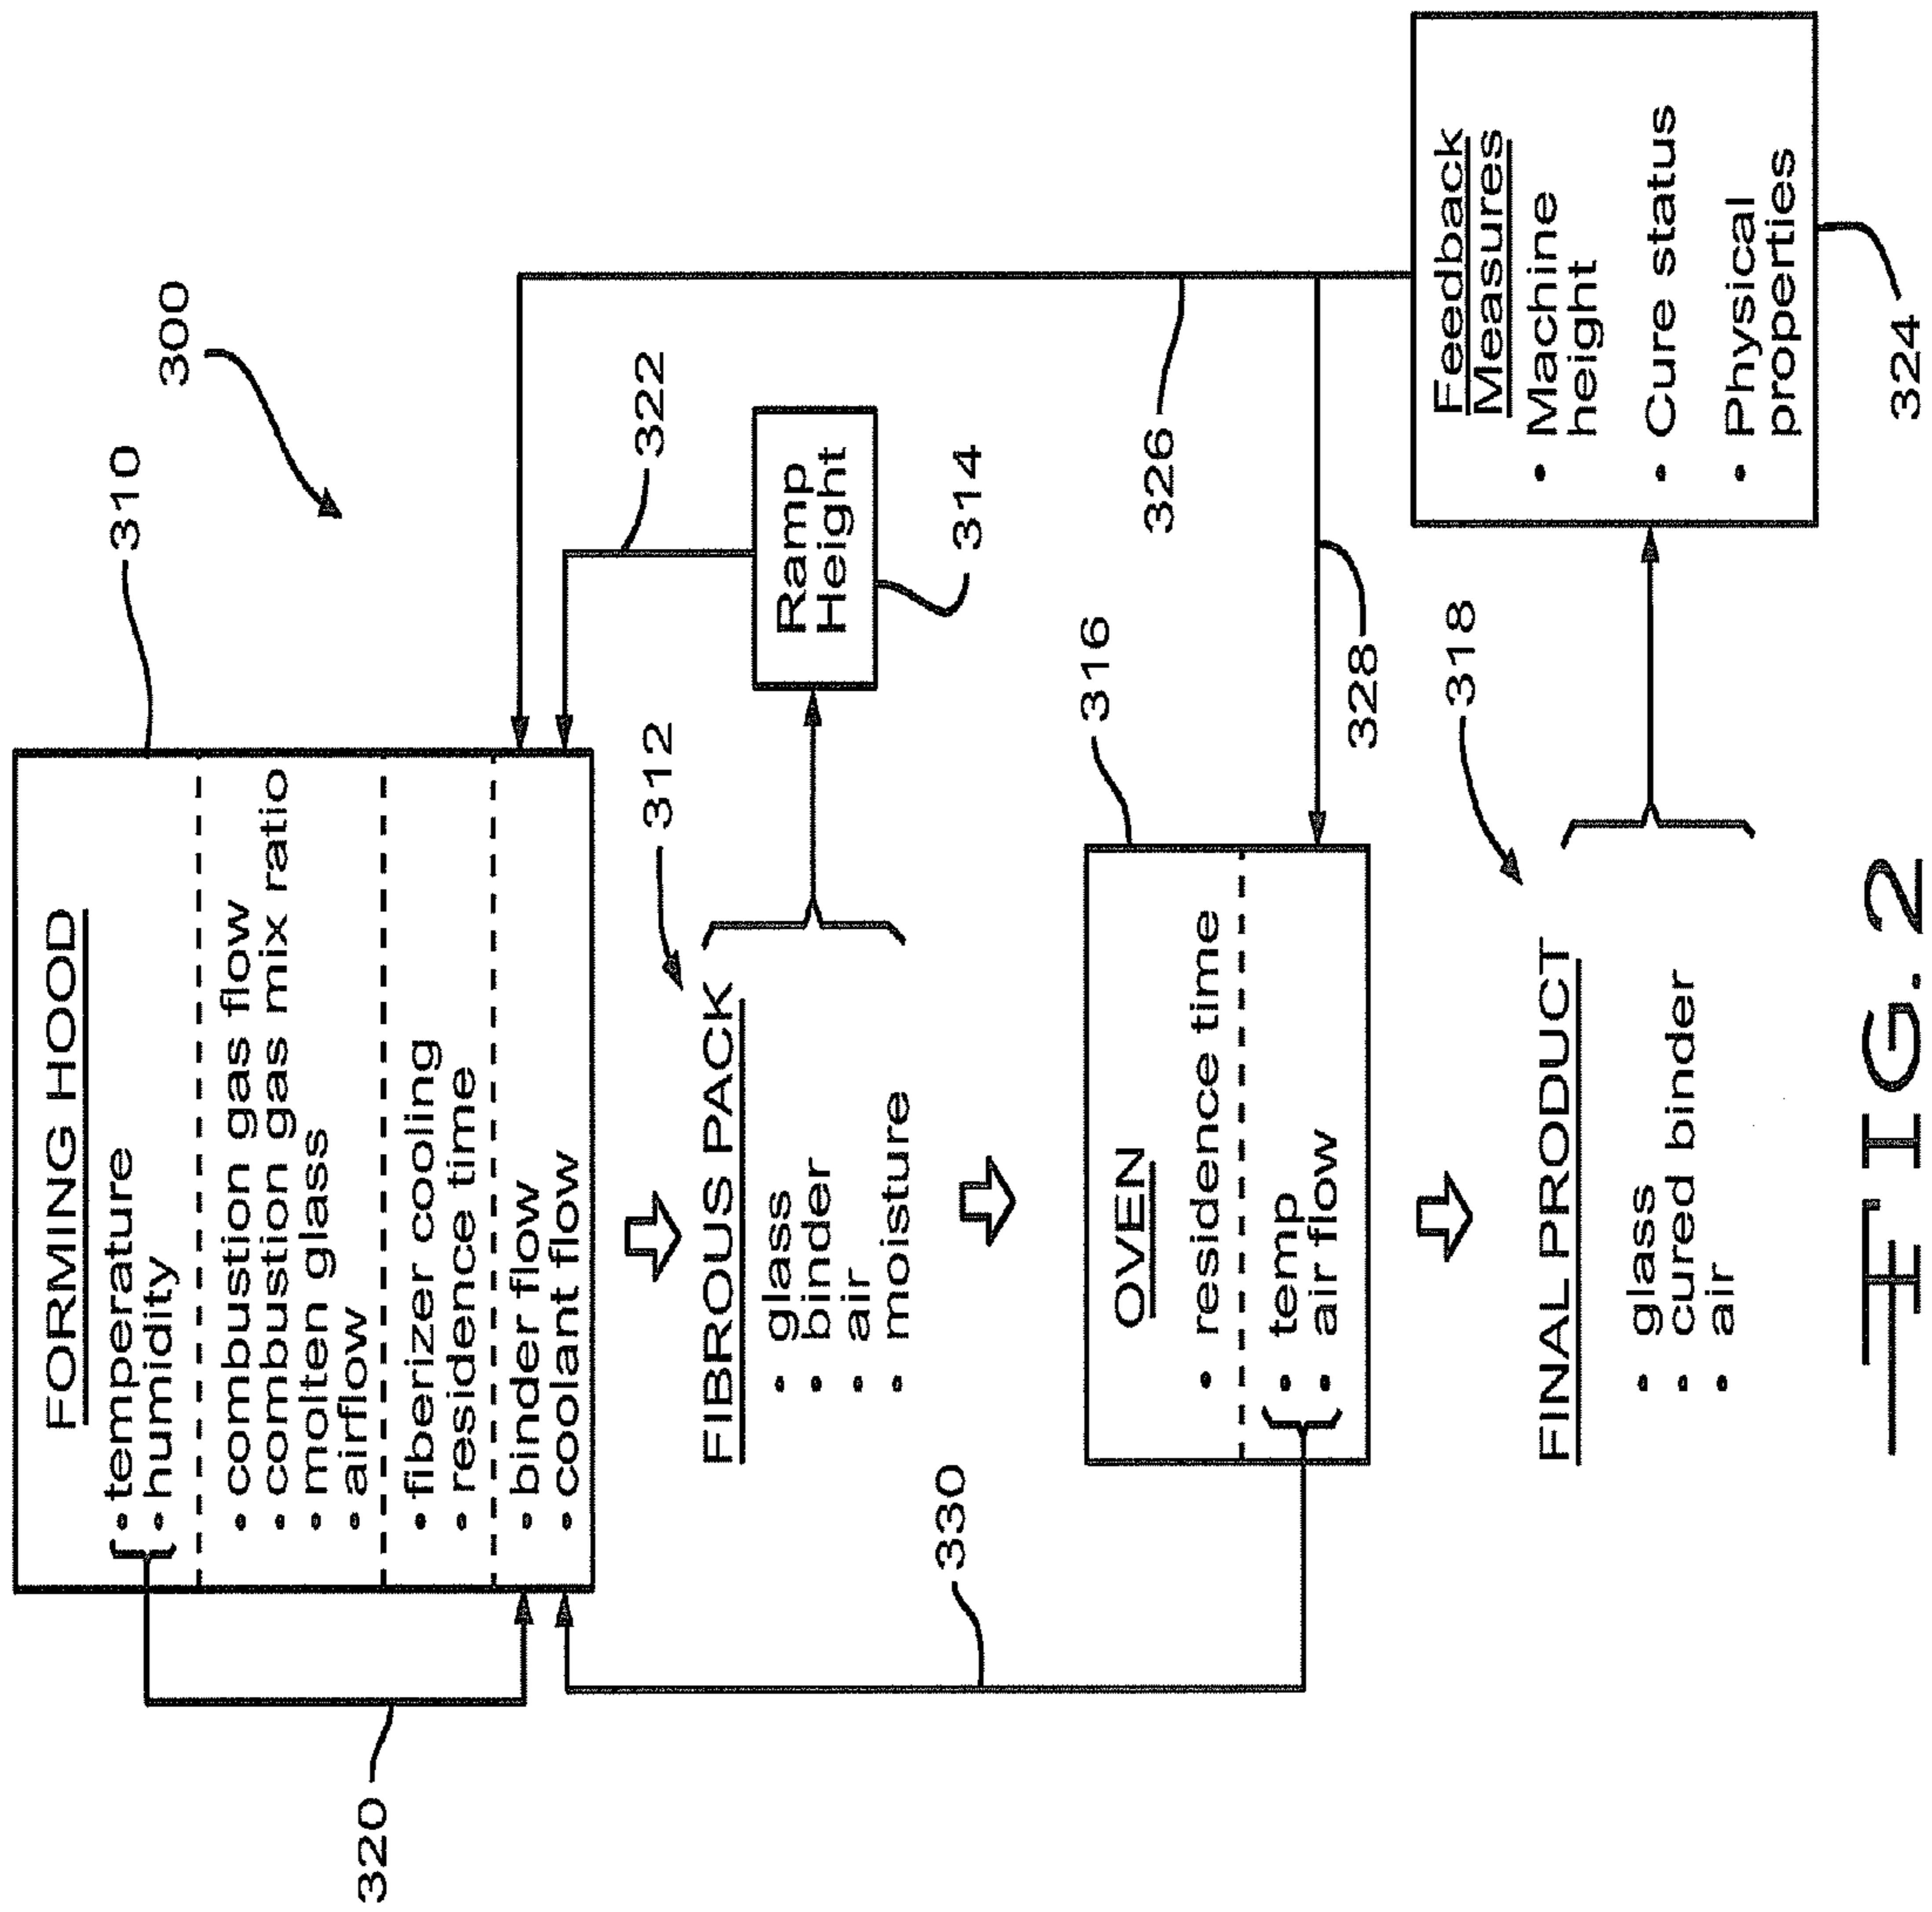 300
310
FORMING HOOD
• temperature
• humidity
• combustion gas flow
• combustion gas mix ratio
• molten glass
• airflow
• fiberizer cooling
• residence time
• binder flow
• coolant flow
320
322
312
FIBROUS PACK
• glass
• binder
• air
• moisture
Ramp
Height
314
326
330
316
OVEN
• residence time
• temp
• air flow
328
318
FINAL PRODUCT
• glass
• cured binder
• air
Feedback
Measures
• Machine
height
• Cure status
• Physical
properties
324
FIG. 2